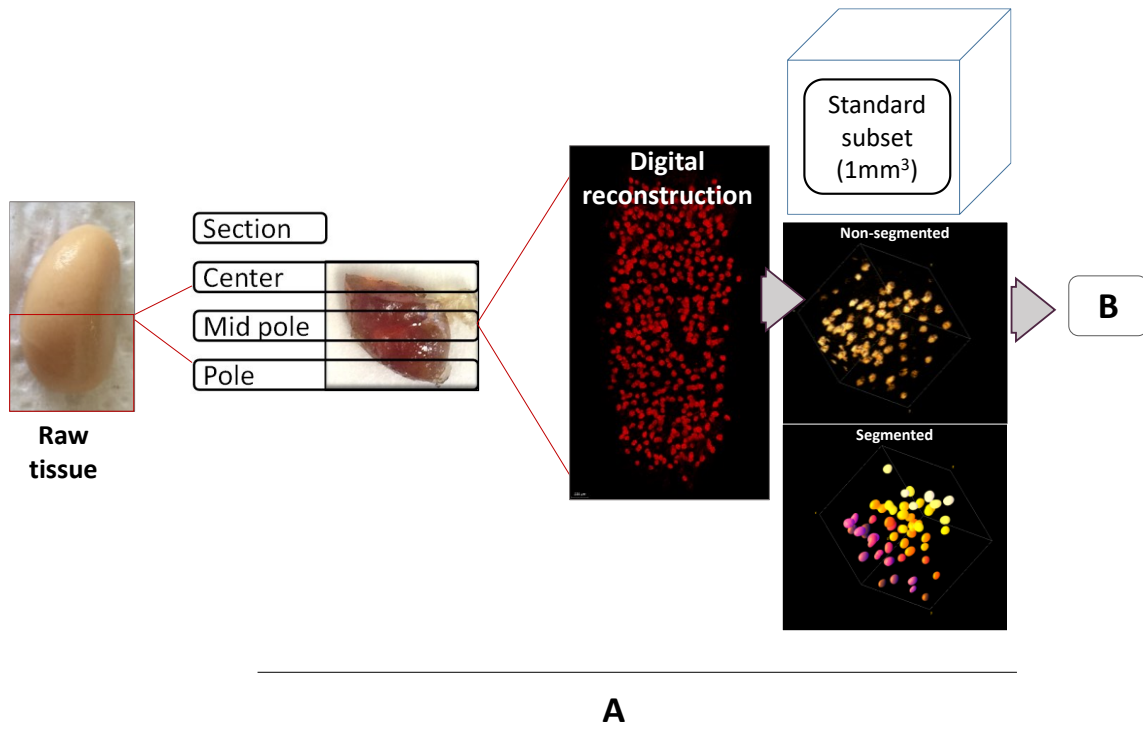 Raw
tissue
Section
Center
Mid pole
Pole
Digital
reconstruction
Standard
subset
(1mm³)
Non-segmented
Segmented
B
A